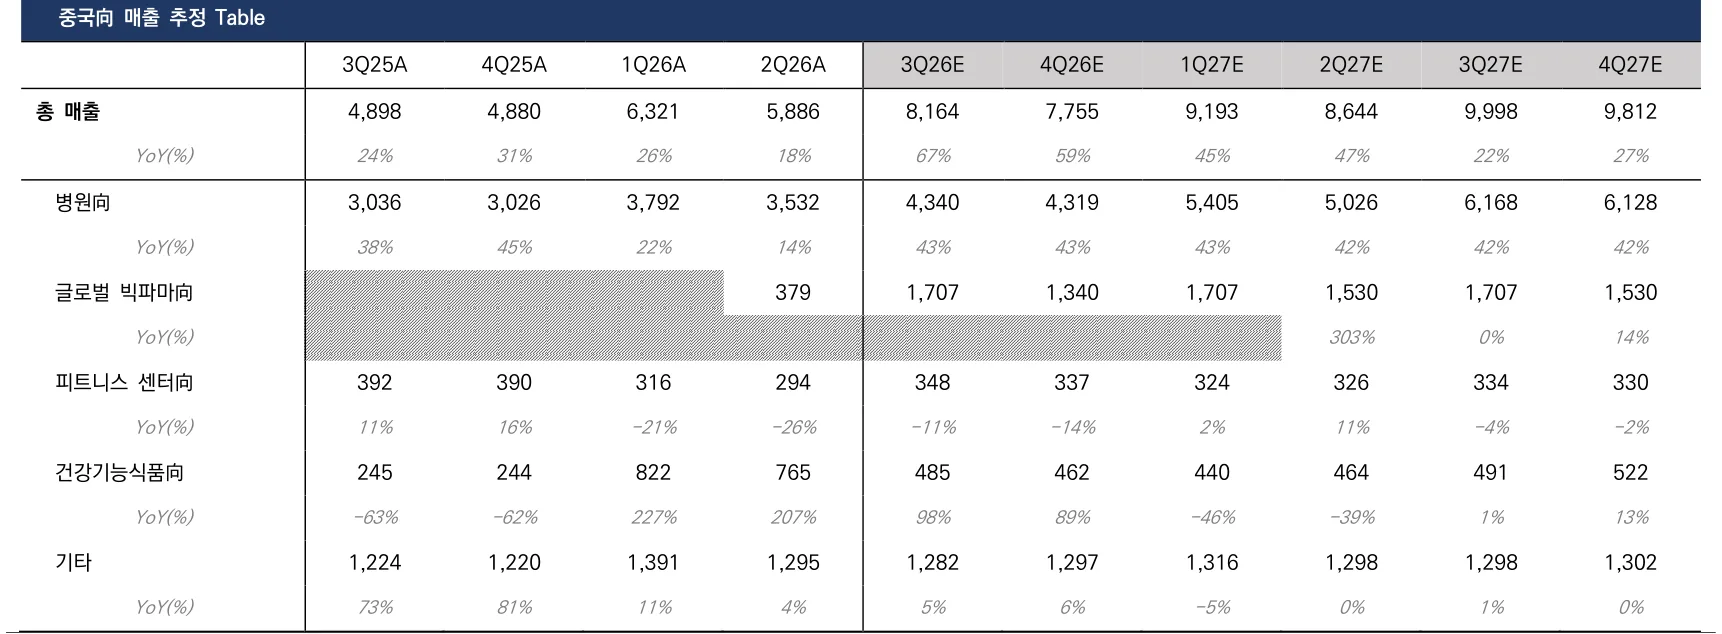 중국向 매출 추정 Table
3Q25A 4Q25A 1Q26A 2Q26A 3Q26E 4Q26E 1Q27E 2Q27E 3Q27E 4Q27E
총 매출 4,898 4,880 6,321 5,886 8,164 7,755 9,193 8,644 9,998 9,812
YoY(%) 24% 31% 26% 18% 67% 59% 45% 47% 22% 27%
병원向 3,036 3,026 3,792 3,532 4,340 4,319 5,405 5,026 6,168 6,128
YoY(%) 38% 45% 22% 14% 43% 43% 43% 42% 42% 42%
글로벌 빅파마向 379 1,707 1,340 1,707 1,530 1,707 1,530
YoY(%) 303% 0% 14%
피트니스 센터向 392 390 316 294 348 337 324 326 334 330
YoY(%) 11% 16% -21% -26% -11% -14% 2% 11% -4% -2%
건강기능식품向 245 244 822 765 485 462 440 464 491 522
YoY(%) -63% -62% 227% 207% 98% 89% -46% -39% 1% 13%
기타 1,224 1,220 1,391 1,295 1,282 1,297 1,316 1,298 1,298 1,302
YoY(%) 73% 81% 11% 4% 5% 6% -5% 0% 1% 0%